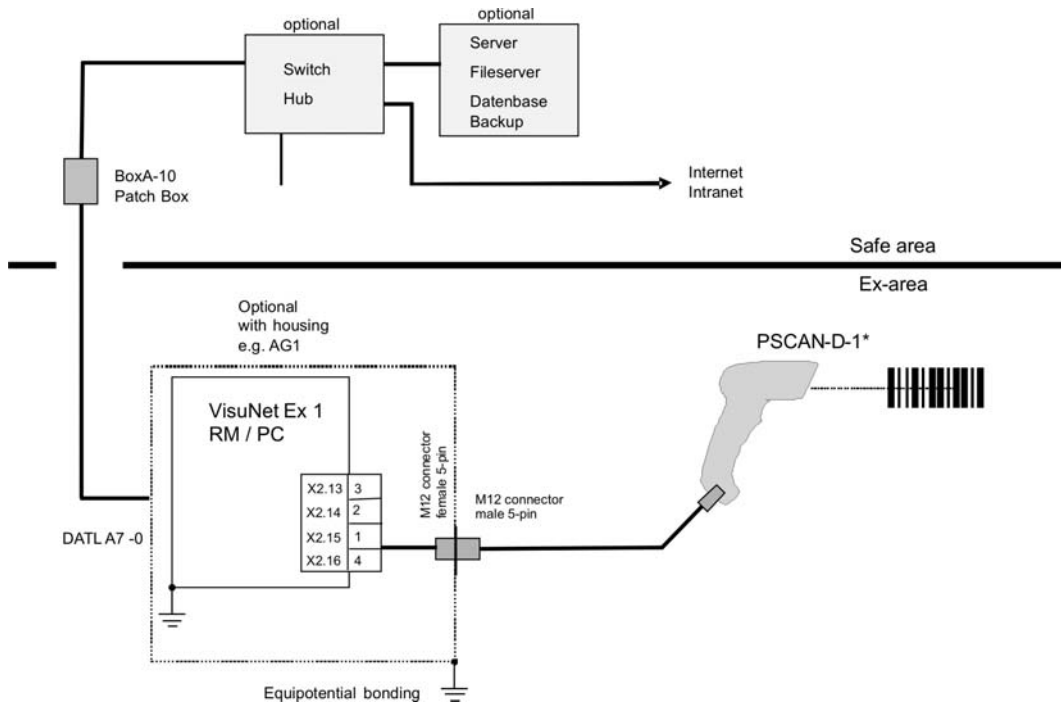 optional
Switch
Hub
optional
Server
Fileserver
Datenbase
Backup
BoxA-10
Patch Box
Internet
Intranet
Safe area
Ex-area
Optional
with housing
e.g. AG1
PSCAN-D-1*
VisuNet Ex 1
RM / PC
X2.13 3
X2.14 2
X2.15 1
X2.16 4
M12 connector
female 5-pin
M12 connector
male 5-pin
DATL A7 -0
Equipotential bonding